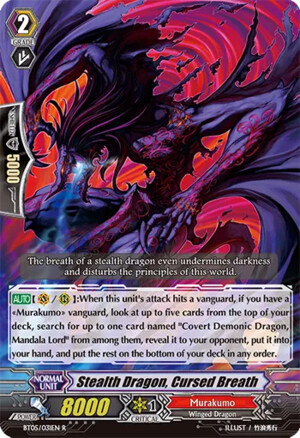 2
GRADE
SHIELD
5000
The breath of a stealth dragon even undermines darkness
and disturbs the principles of this world.
AUTO [ / ]:When this unit's attack hits a vanguard, if you have a
«Murakumo» vanguard, look at up to five cards from the top of your
deck, search for up to one card named "Covert Demonic Dragon,
Mandala Lord" from among them, reveal it to your opponent, put it into
your hand, and put the rest on the bottom of your deck in any order.
NORMAL
UNIT
Stealth Dragon, Cursed Breath
POWER
8000
1
CRITICAL
Murakumo
Winged Dragon
BT05/031EN R
ILLUST / 竹浪秀行